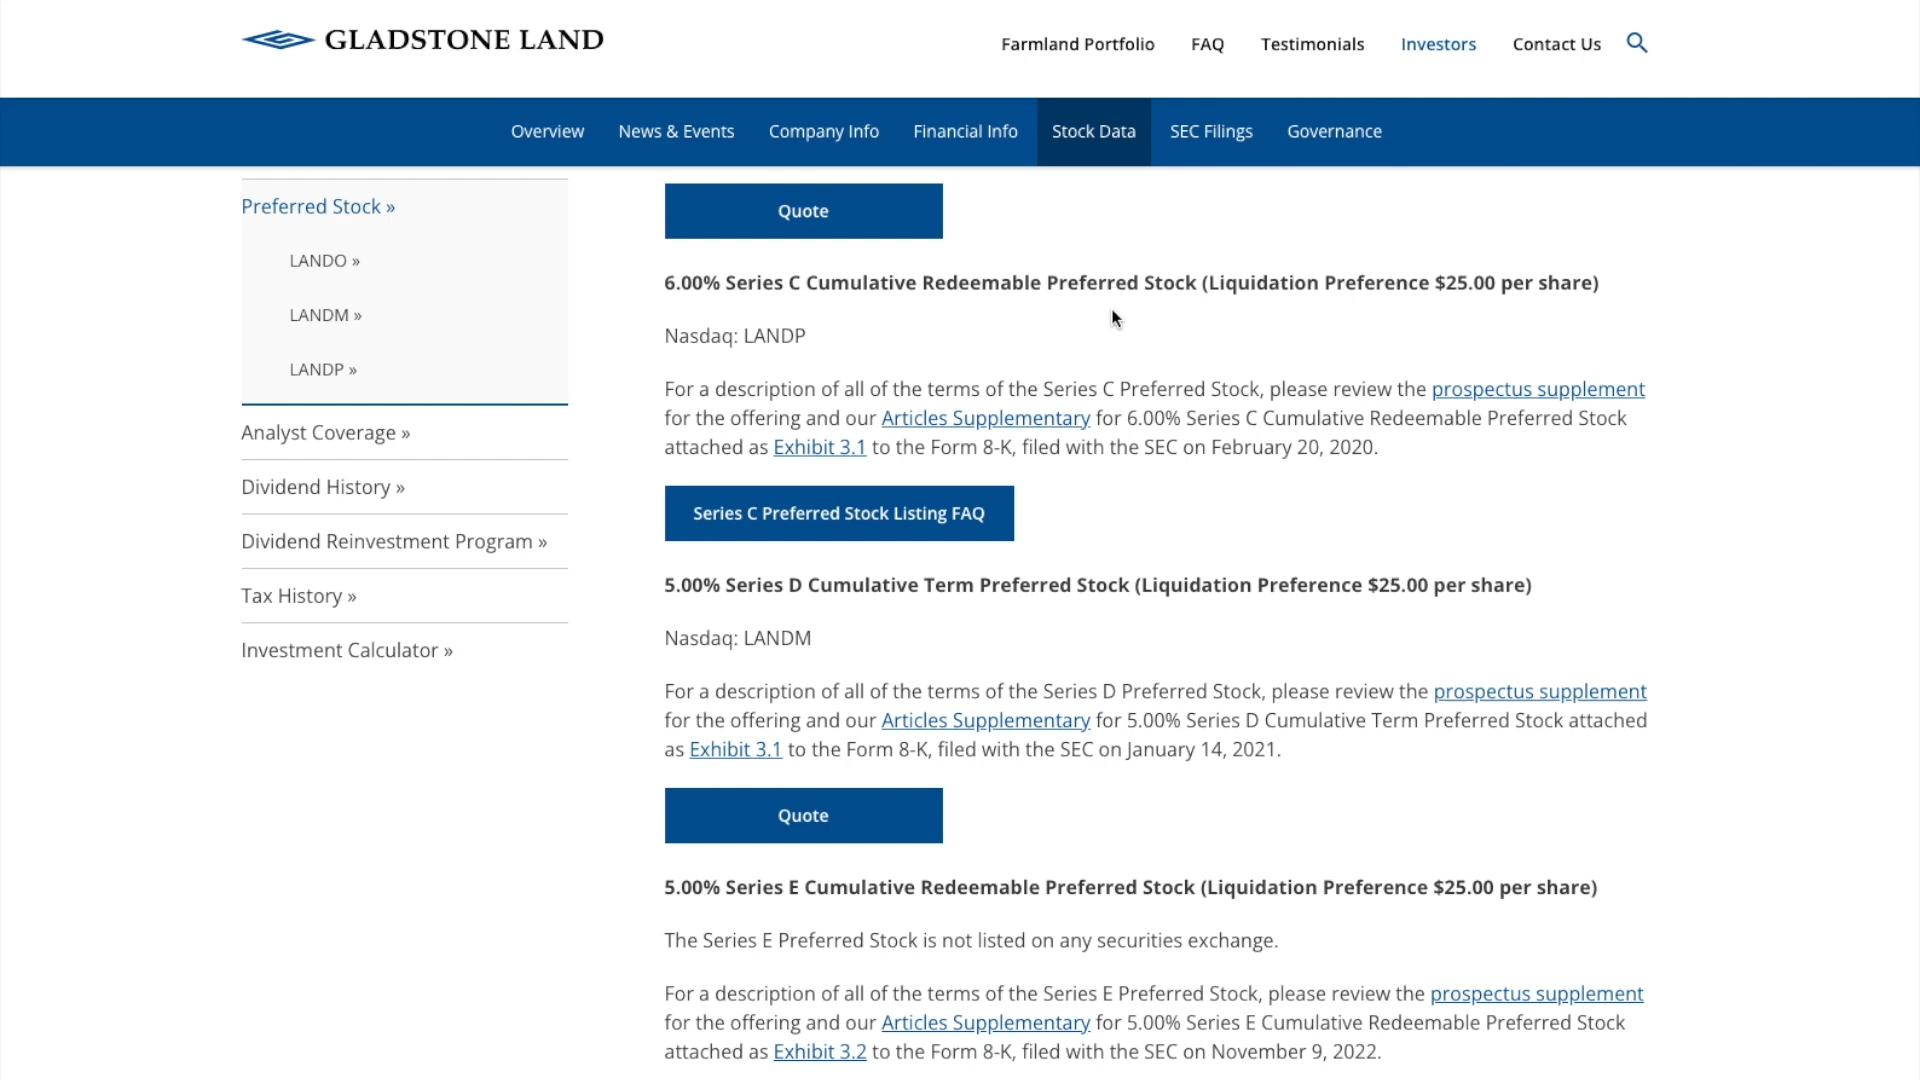 GLADSTONE LAND
Farmland Portfolio FAQ Testimonials Investors Contact Us
Overview News & Events Company Info Financial Info Stock Data SEC Filings Governance
Preferred Stock »
LANDO »
LANDM »
LANDP »
Analyst Coverage »
Dividend History »
Dividend Reinvestment Program »
Tax History »
Investment Calculator »
Quote
6.00% Series C Cumulative Redeemable Preferred Stock (Liquidation Preference $25.00 per share)
Nasdaq: LANDP
For a description of all of the terms of the Series C Preferred Stock, please review the prospectus supplement
for the offering and our Articles Supplementary for 6.00% Series C Cumulative Redeemable Preferred Stock
attached as Exhibit 3.1 to the Form 8-K, filed with the SEC on February 20, 2020.
Series C Preferred Stock Listing FAQ
5.00% Series D Cumulative Term Preferred Stock (Liquidation Preference $25.00 per share)
Nasdaq: LANDM
For a description of all of the terms of the Series D Preferred Stock, please review the prospectus supplement
for the offering and our Articles Supplementary for 5.00% Series D Cumulative Term Preferred Stock attached
as Exhibit 3.1 to the Form 8-K, filed with the SEC on January 14, 2021.
Quote
5.00% Series E Cumulative Redeemable Preferred Stock (Liquidation Preference $25.00 per share)
The Series E Preferred Stock is not listed on any securities exchange.
For a description of all of the terms of the Series E Preferred Stock, please review the prospectus supplement
for the offering and our Articles Supplementary for 5.00% Series E Cumulative Redeemable Preferred Stock
attached as Exhibit 3.2 to the Form 8-K, filed with the SEC on November 9, 2022.